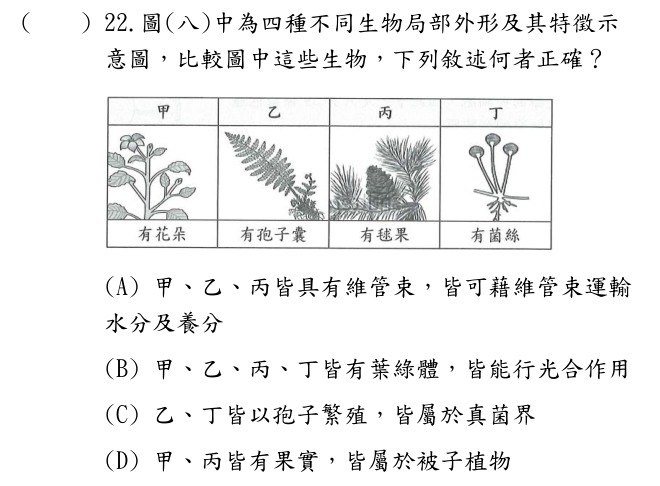 (　　) 22.圖(八)中為四種不同生物局部外形及其特徵示
意圖，比較圖中這些生物，下列敘述何者正確？
甲 乙 丙 丁
有花朵 有孢子囊 有毬果 有菌絲
(A) 甲、乙、丙皆具有維管束，皆可藉維管束運輸
水分及養分
(B) 甲、乙、丙、丁皆有葉綠體，皆能行光合作用
(C) 乙、丁皆以孢子繁殖，皆屬於真菌界
(D) 甲、丙皆有果實，皆屬於被子植物